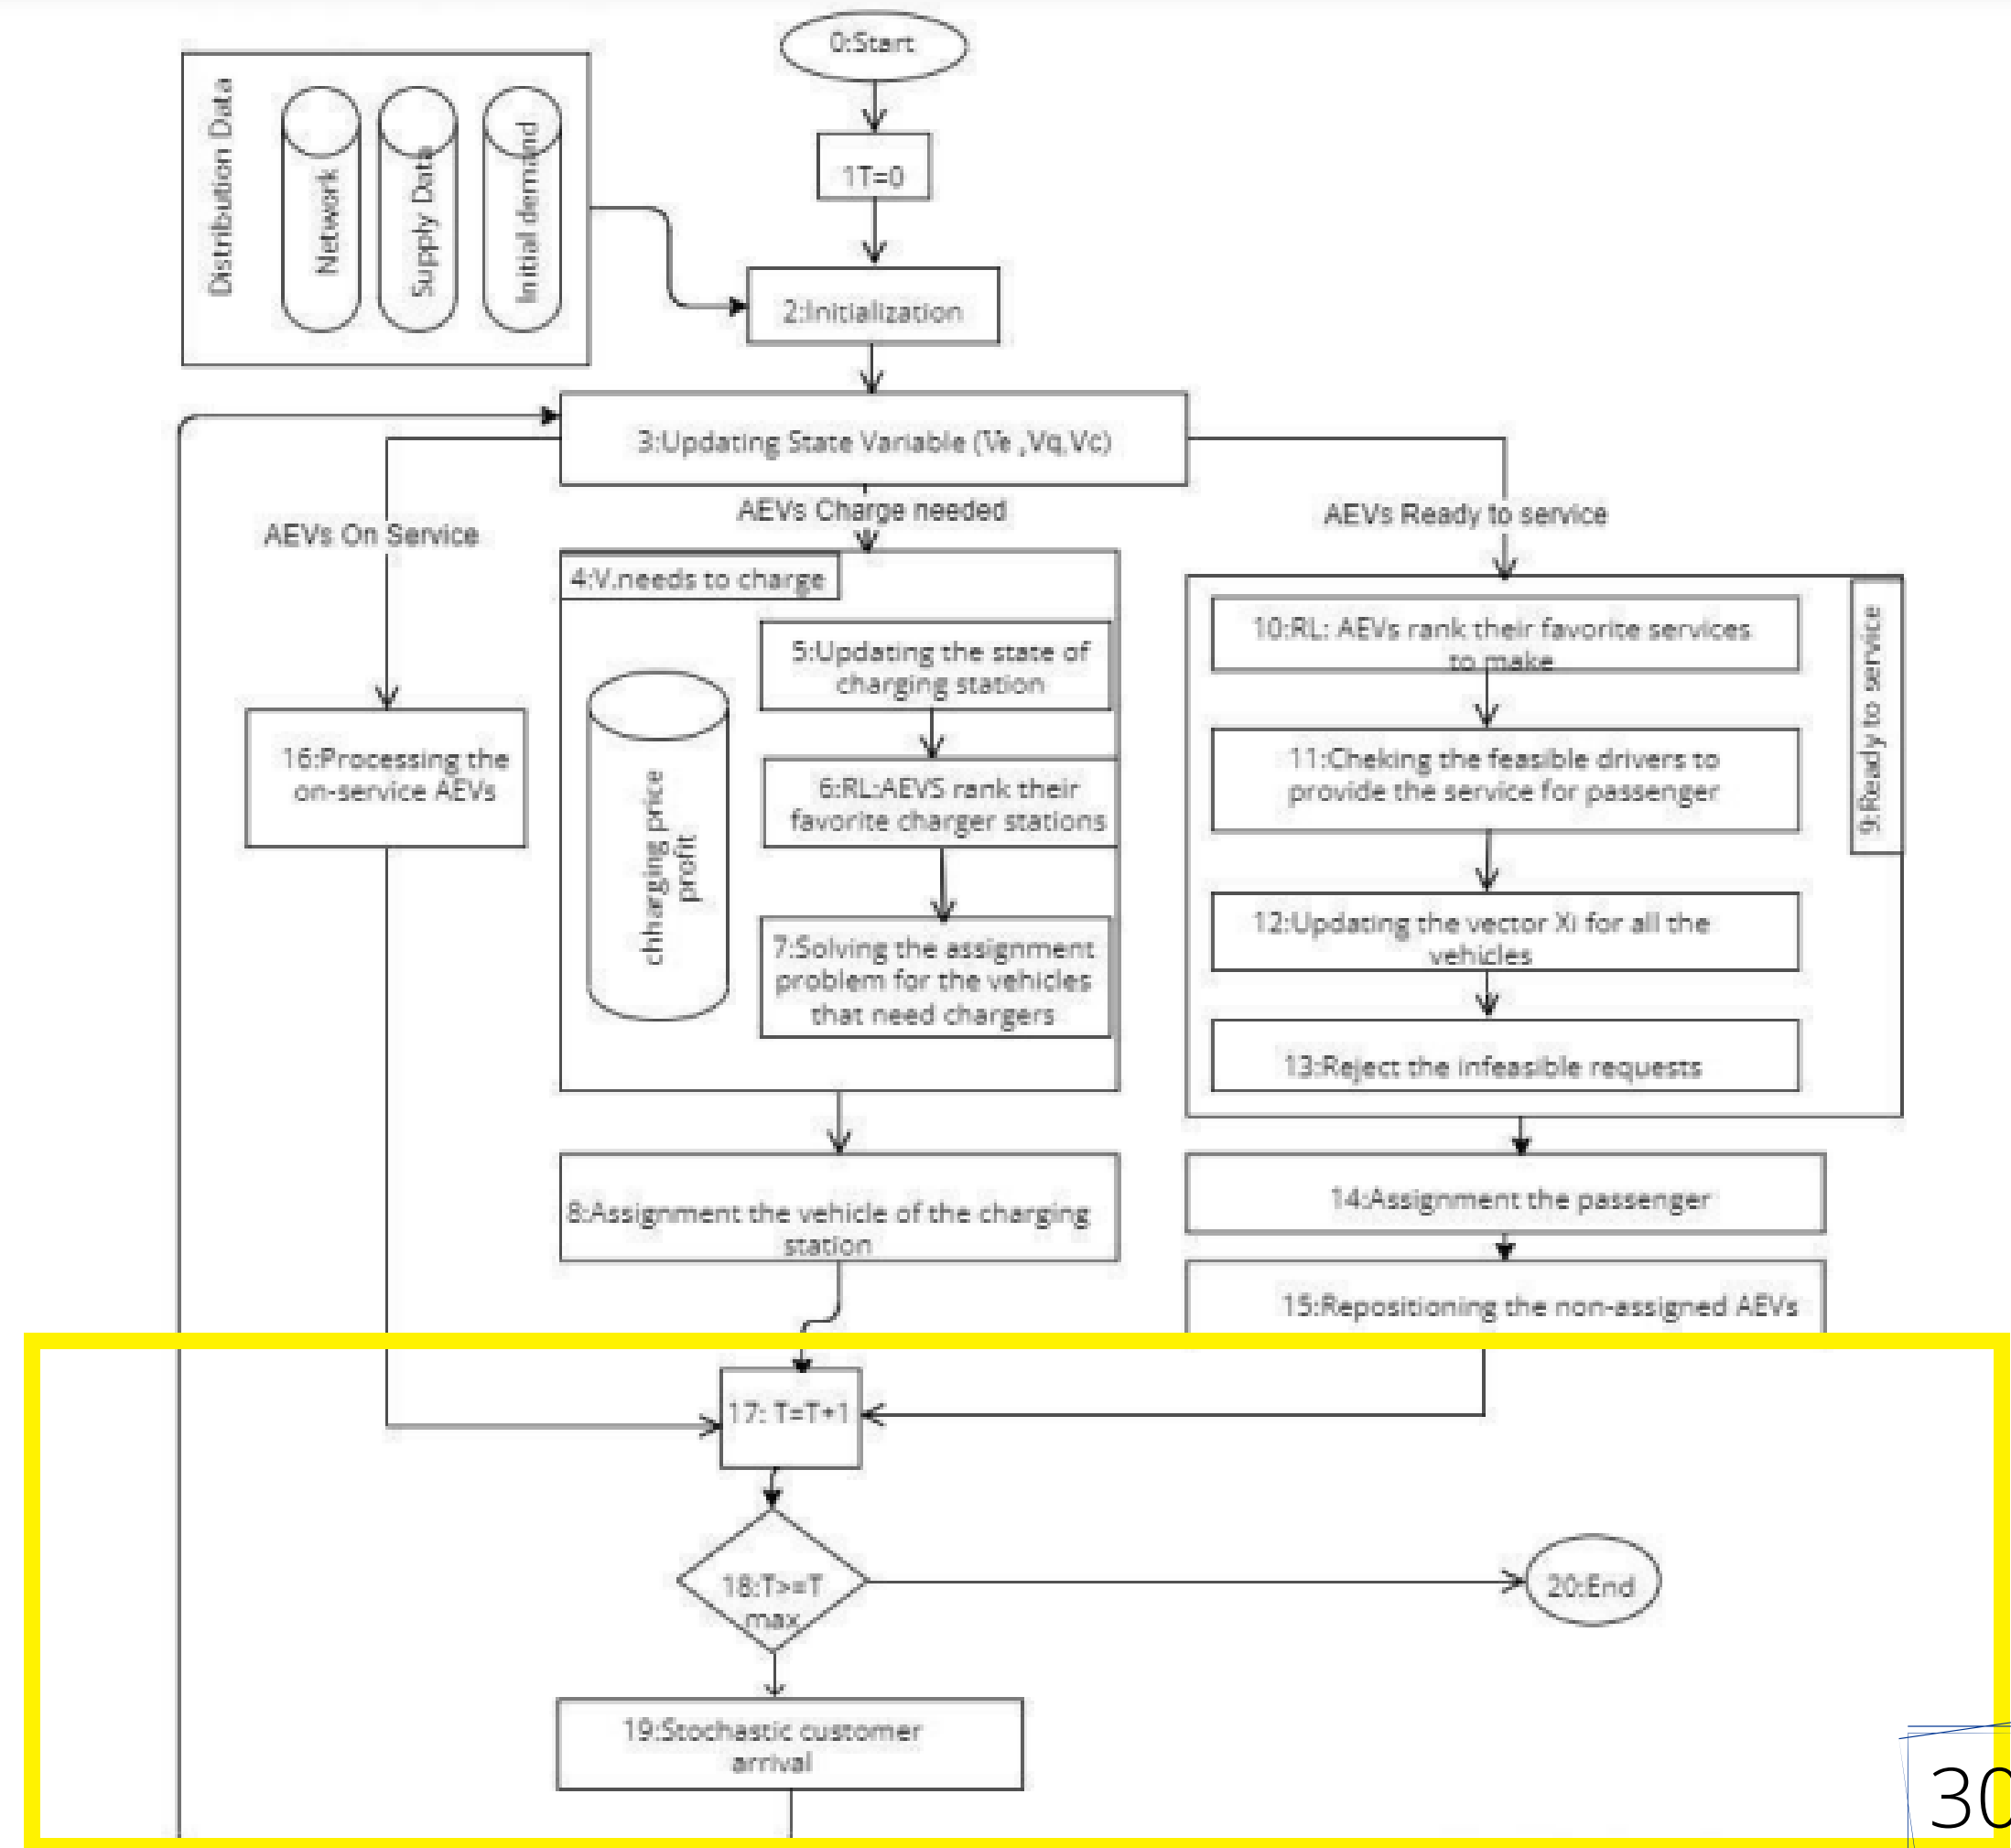 0:Start
Distribution Data
Network
Supply Data
Initial demand
1T=0
2:Initialization
3:Updating State Variable (Ve ,Vq,Vc)
AEVs On Service
AEVs Charge needed
AEVs Ready to service
4:V.needs to charge
5:Updating the state of
charging station
chharging price
profit
6:RL:AEVS rank their
favorite charger stations
7:Solving the assignment
problem for the vehicles
that need chargers
9:Ready to service
10:RL: AEVs rank their favorite services
to make
11:Cheking the feasible drivers to
provide the service for passenger
12:Updating the vector Xi for all the
vehicles
13:Reject the infeasible requests
16:Processing the
on-service AEVs
8:Assignment the vehicle of the charging
station
14:Assignment the passenger
15:Repositioning the non-assigned AEVs
17: T=T+1
18:T>=T
max
20:End
19:Stochastic customer
arrival
30